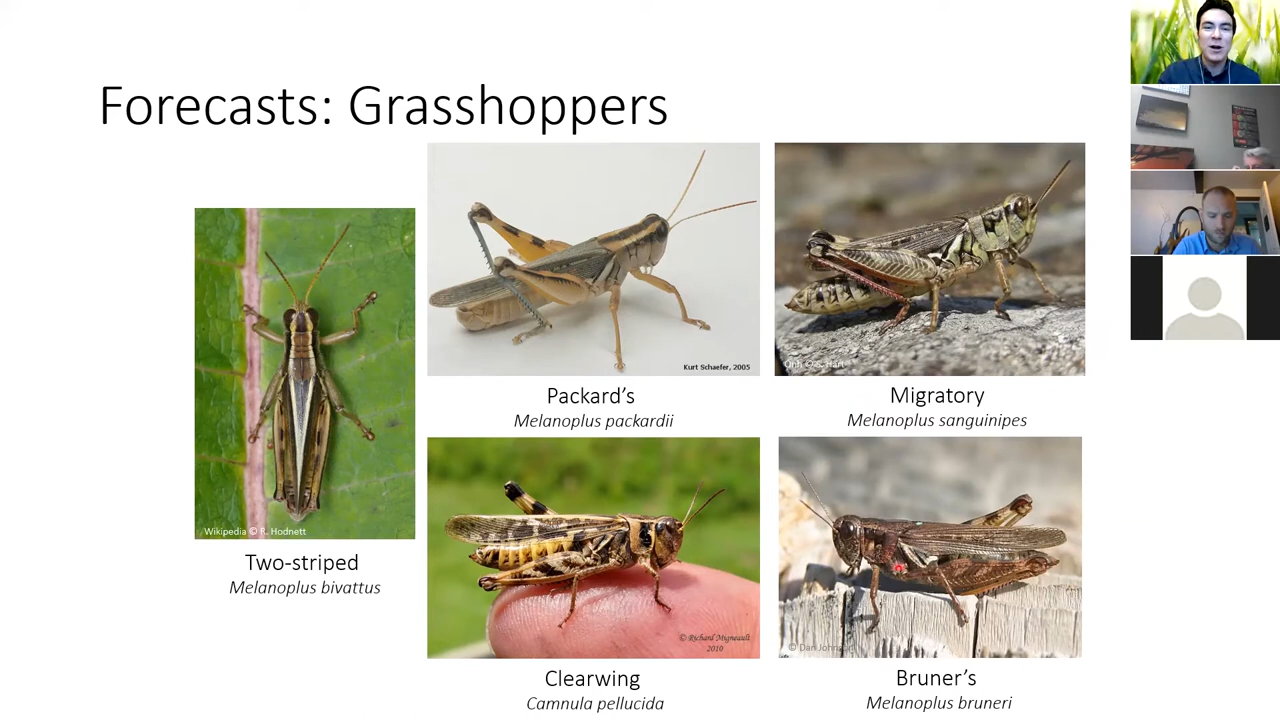 Forecasts: Grasshoppers
Kurt Schaefer, 2005
Packard's
Melanoplus packardii
Migratory
Melanoplus sanguinipes
Wikipedia © R. Hodnett
Two-striped
Melanoplus bivattus
© Richard Migneault
2010
Clearwing
Camnula pellucida
© Dan Johnson
Bruner's
Melanoplus bruneri